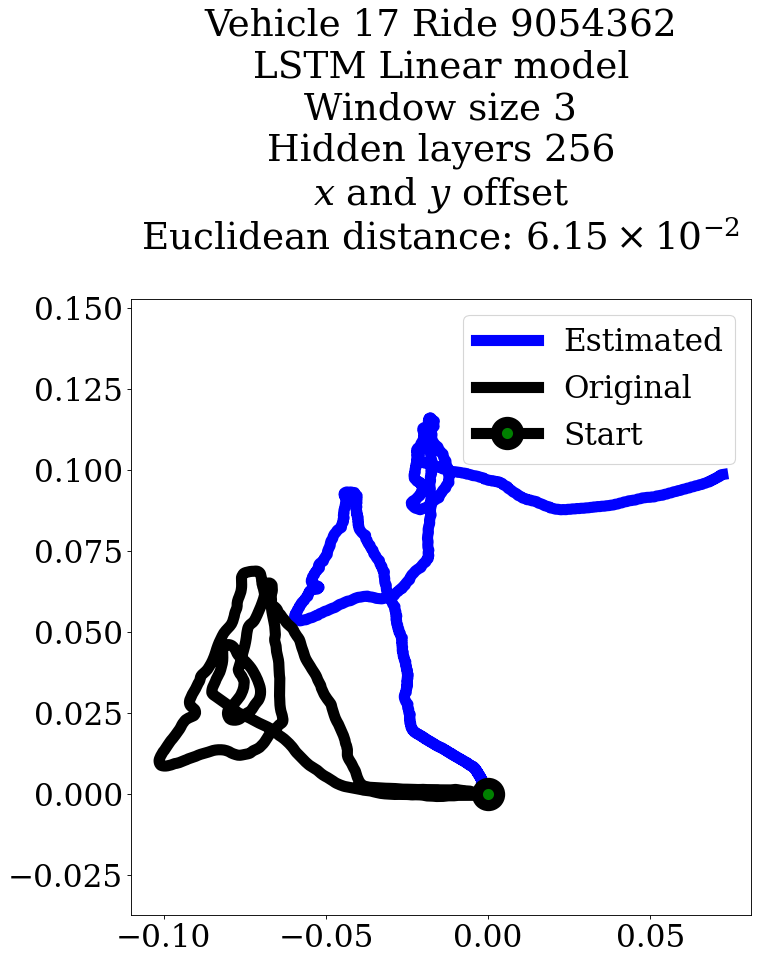 Vehicle 17 Ride 9054362
LSTM Linear model
Window size 3
Hidden layers 256
x and y offset
Euclidean distance: 6.15 × 10⁻²
Estimated
Original
Start
0.150
0.125
0.100
0.075
0.050
0.025
0.000
−0.025
−0.10
−0.05
0.00
0.05